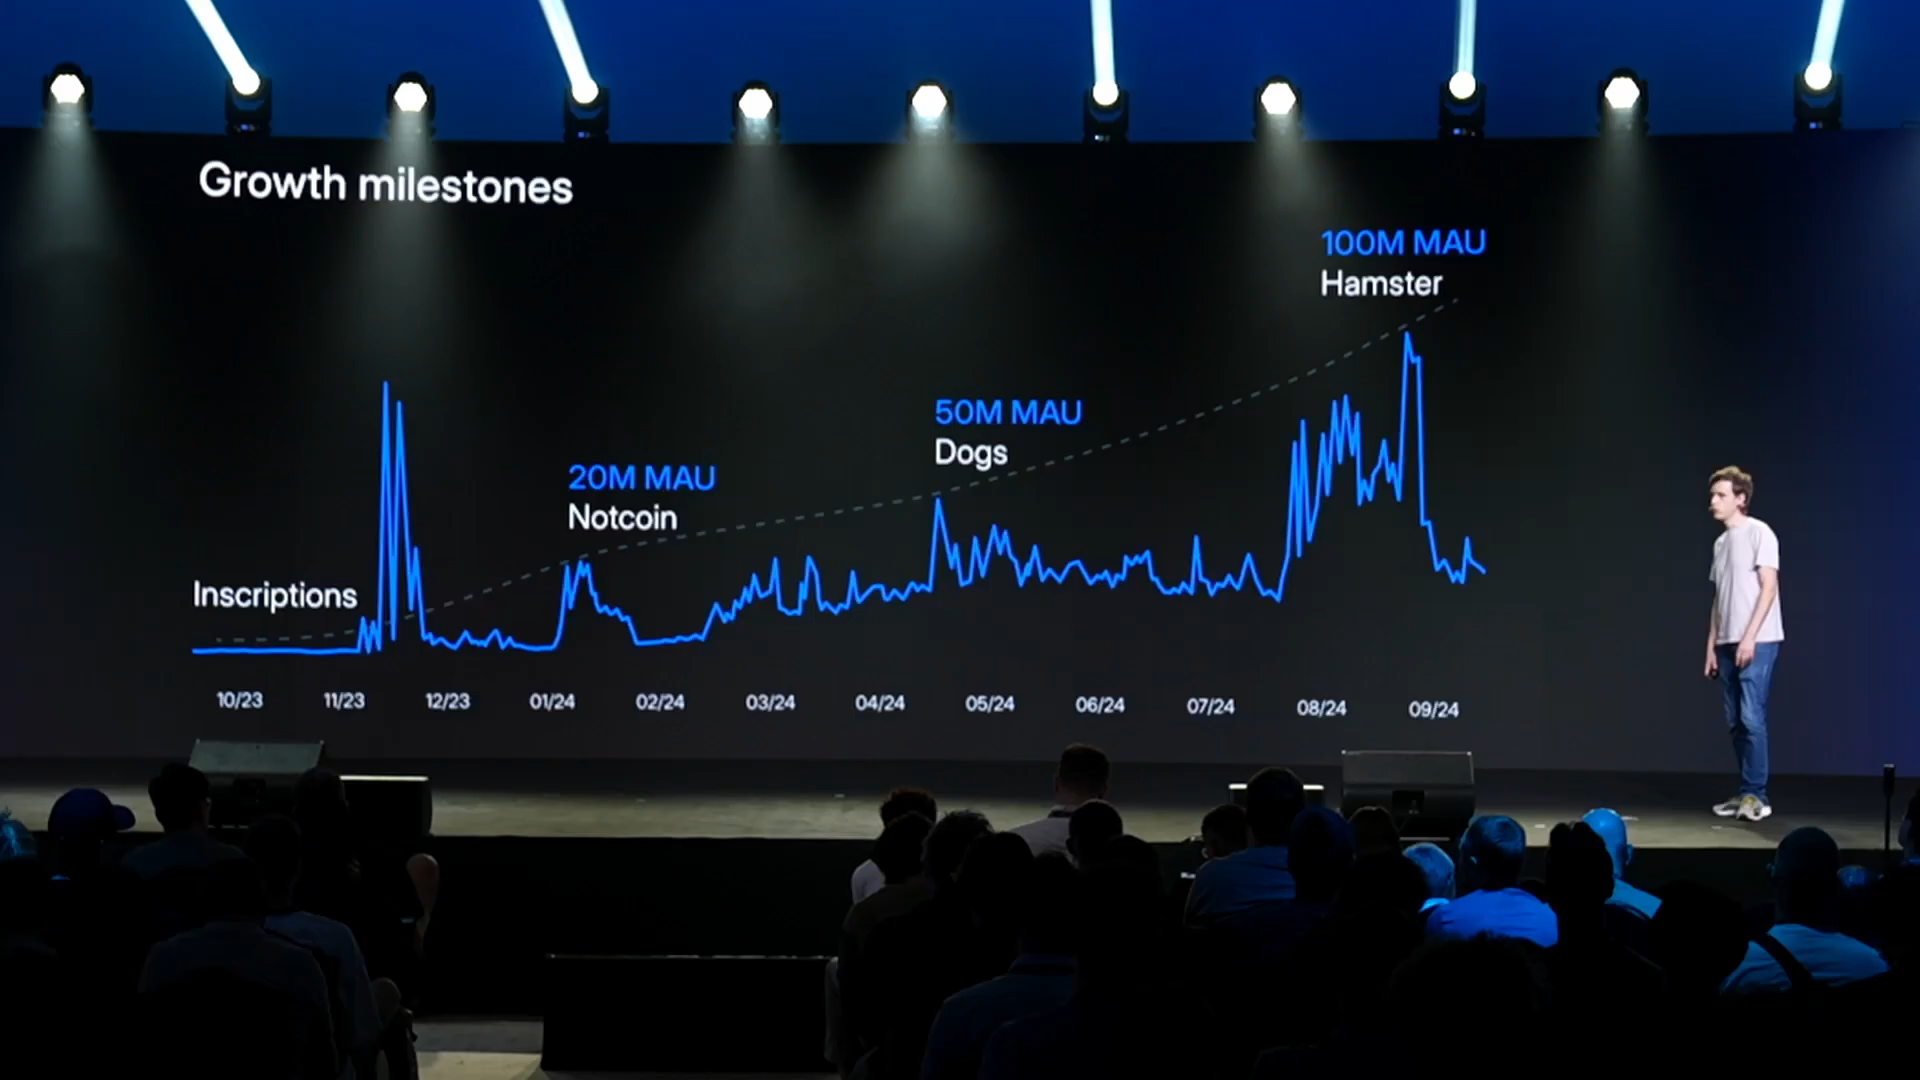 Growth milestones
100M MAU
Hamster
50M MAU
Dogs
20M MAU
Notcoin
Inscriptions
10/23 11/23 12/23 01/24 02/24 03/24 04/24 05/24 06/24 07/24 08/24 09/24